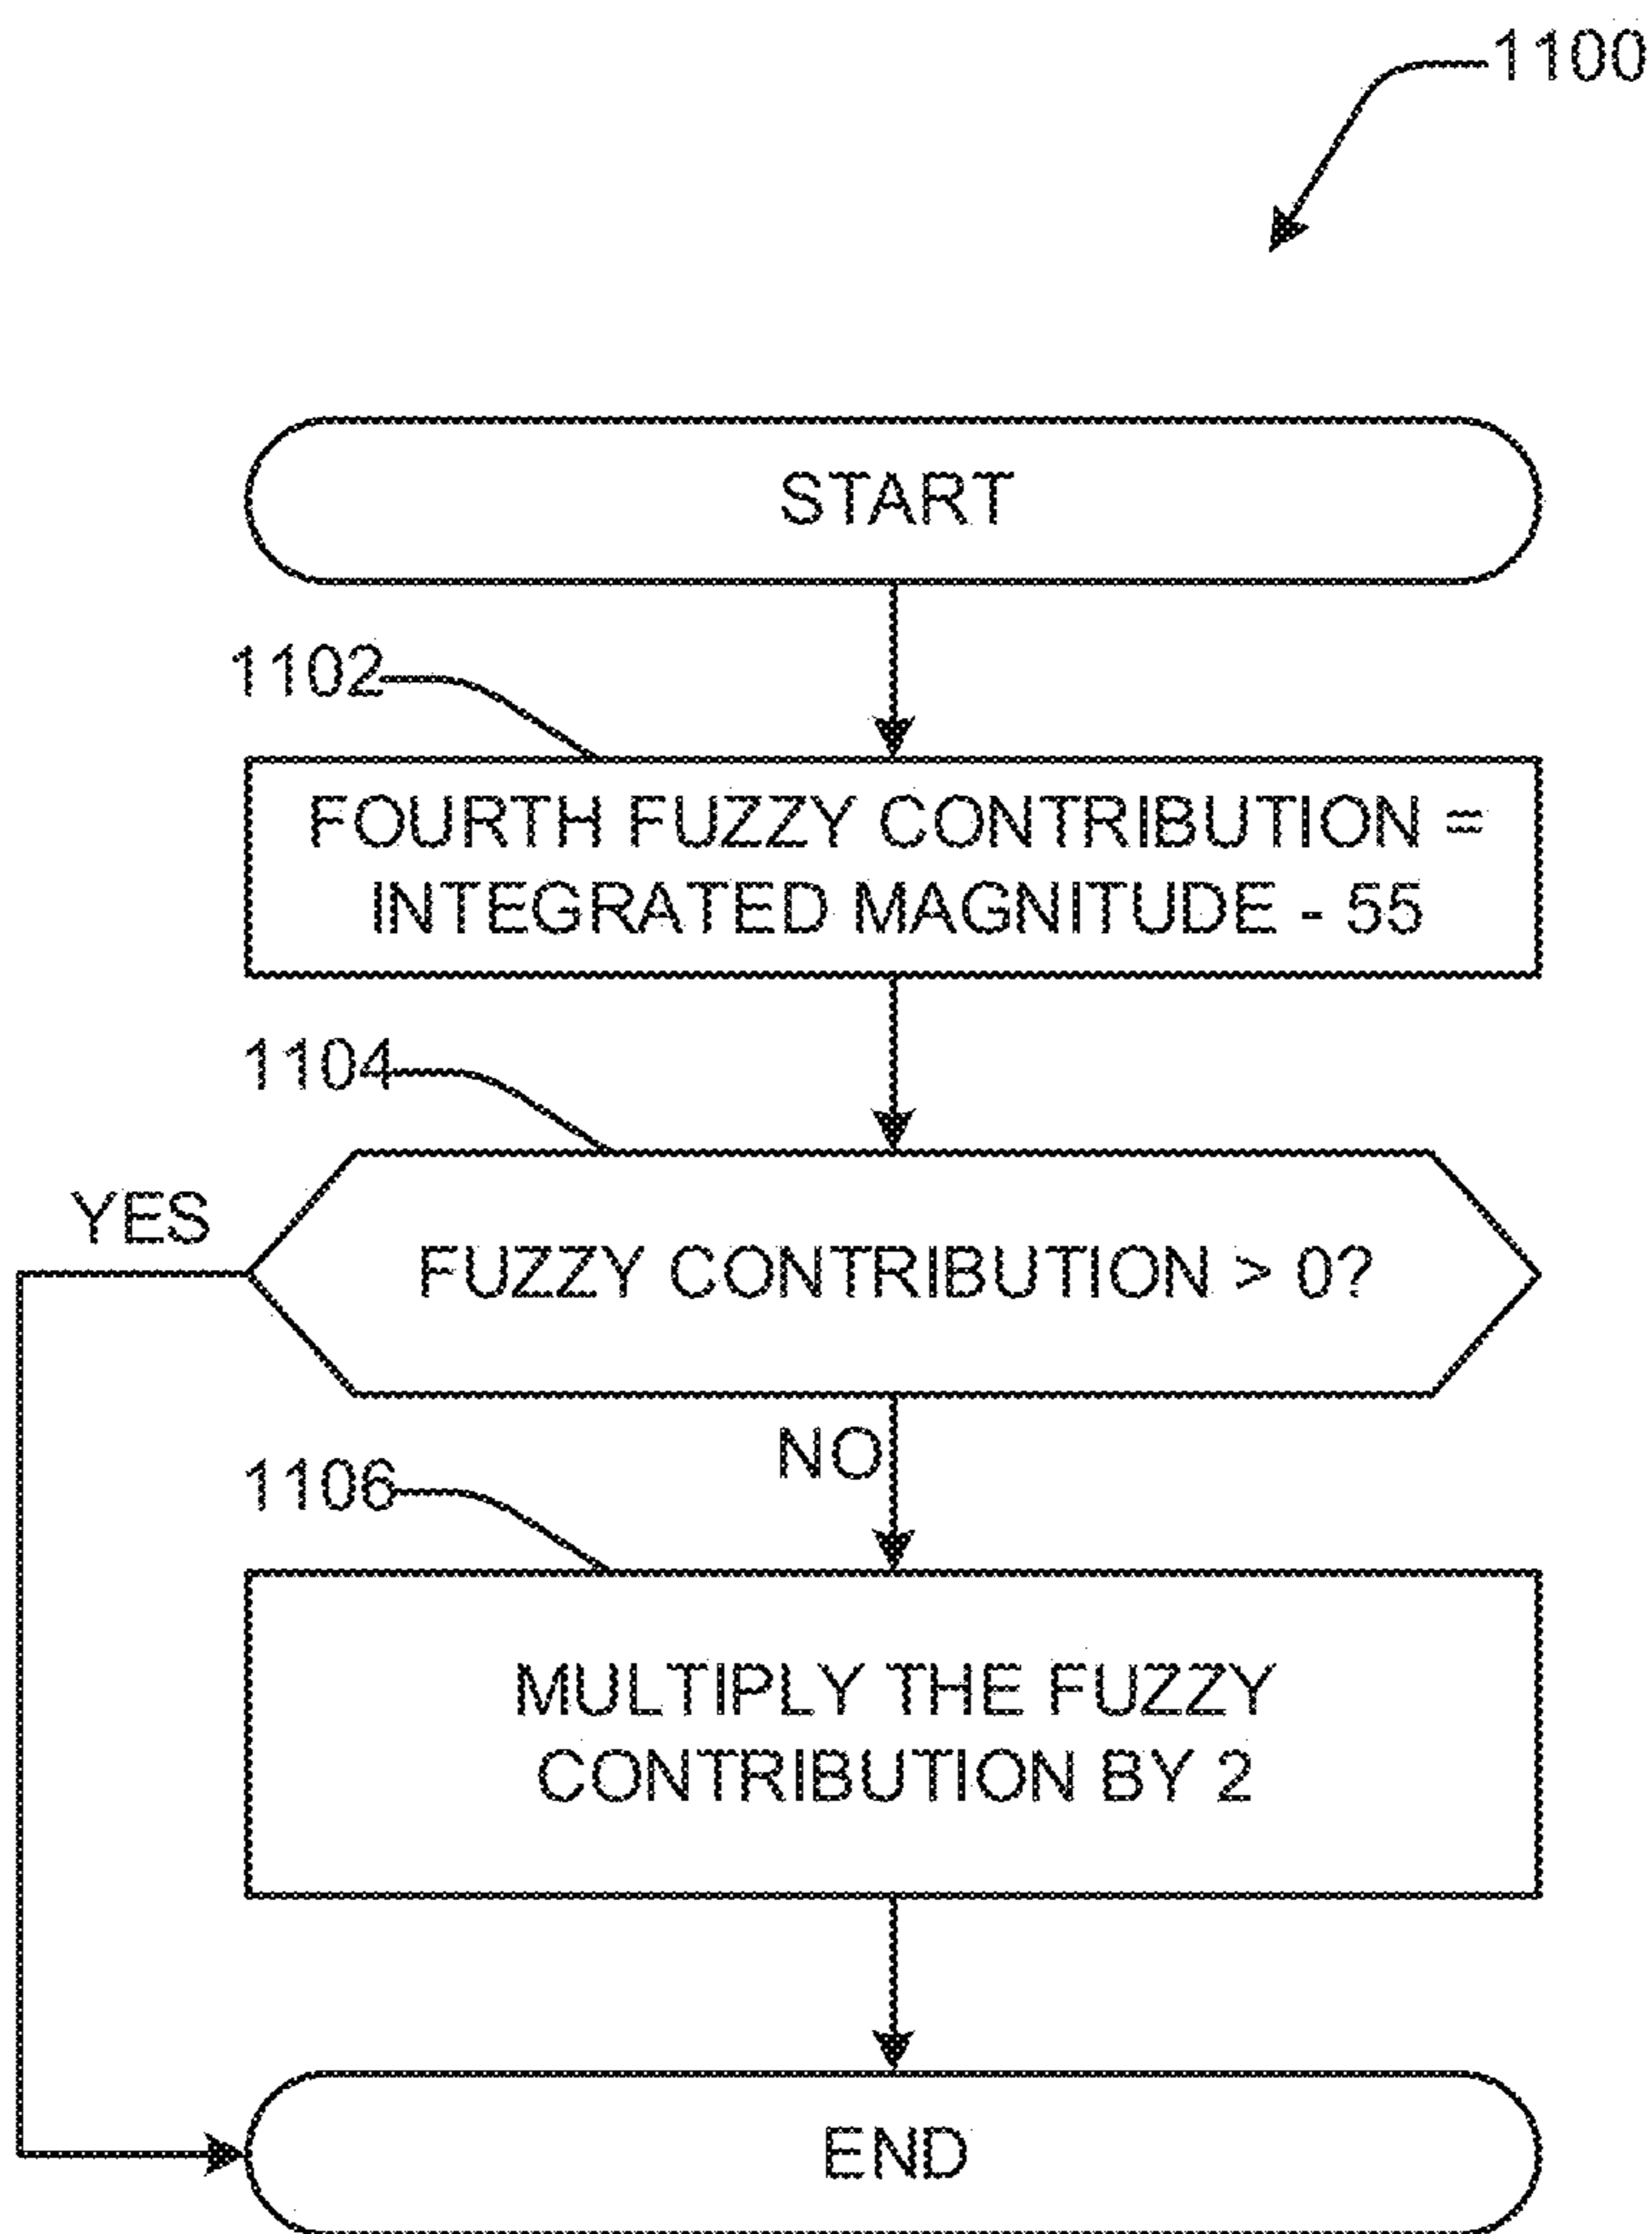 1100
START
1102
FOURTH FUZZY CONTRIBUTION =
INTEGRATED MAGNITUDE - 55
1104
YES
FUZZY CONTRIBUTION > 0?
NO
1106
MULTIPLY THE FUZZY
CONTRIBUTION BY 2
END